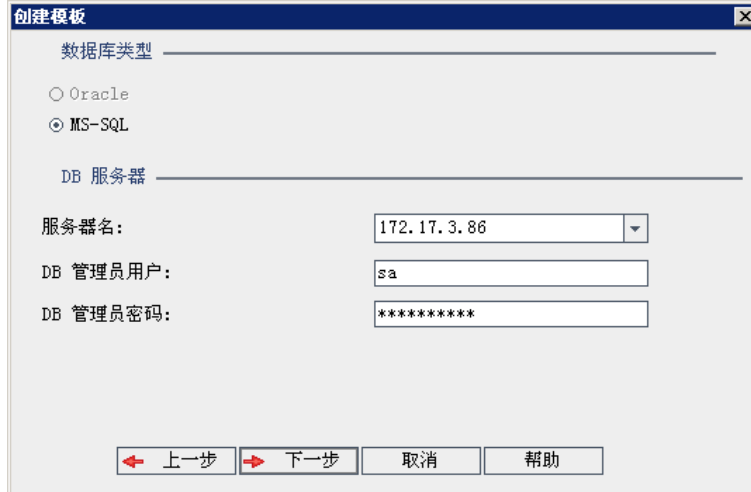 创建模板
数据库类型
Oracle
MS-SQL
DB 服务器
服务器名: 172.17.3.86
DB 管理员用户: sa
DB 管理员密码: **********
上一步 下一步 取消 帮助